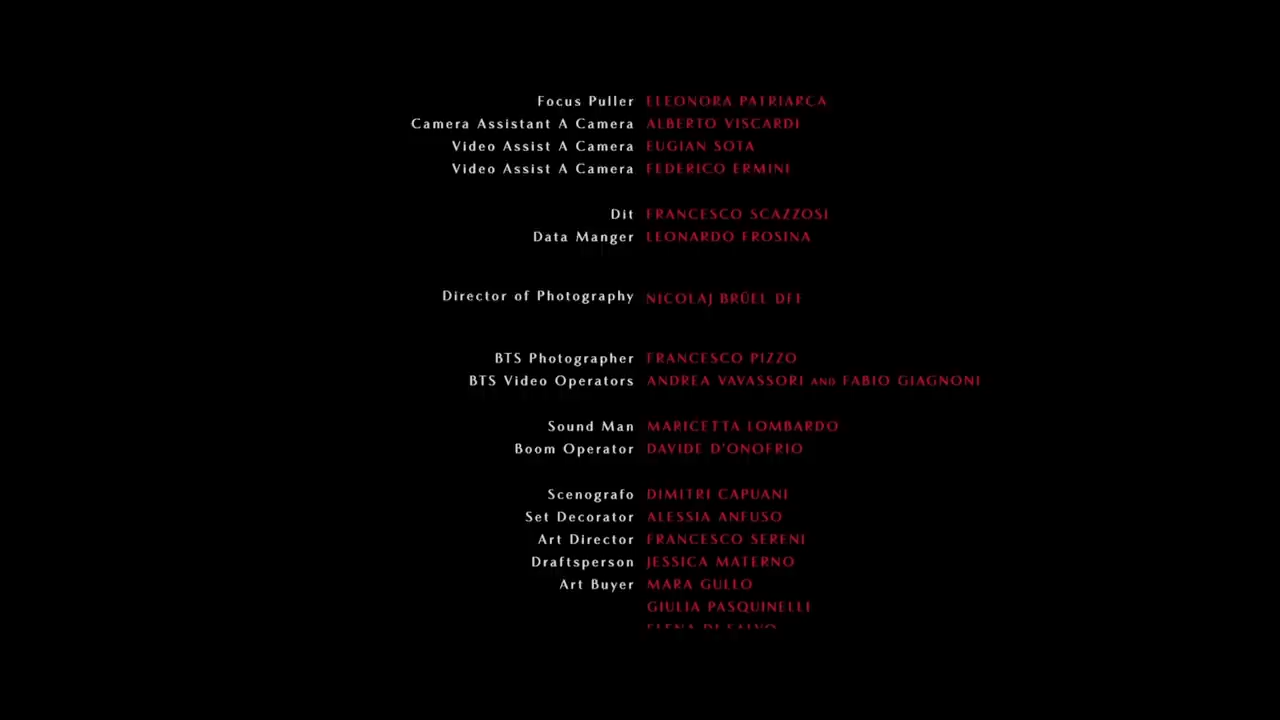 Focus Puller ELEONORA PATRIARCA
Camera Assistant A Camera ALBERTO VISCARDI
Video Assist A Camera EUGIAN SOTA
Video Assist A Camera FEDERICO ERMINI
Dit FRANCESCO SCAZZOSI
Data Manger LEONARDO FROSINA
Director of Photography NICOLAJ BRÜEL DFF
BTS Photographer FRANCESCO PIZZO
BTS Video Operators ANDREA VAVASSORI AND FABIO GIAGNONI
Sound Man MARICETTA LOMBARDO
Boom Operator DAVIDE D'ONOFRIO
Scenografo DIMITRI CAPUANI
Set Decorator ALESSIA ANFUSO
Art Director FRANCESCO SERENI
Draftsperson JESSICA MATERNO
Art Buyer MARA GULLO
GIULIA PASQUINELLI
ELENA DI SALVO